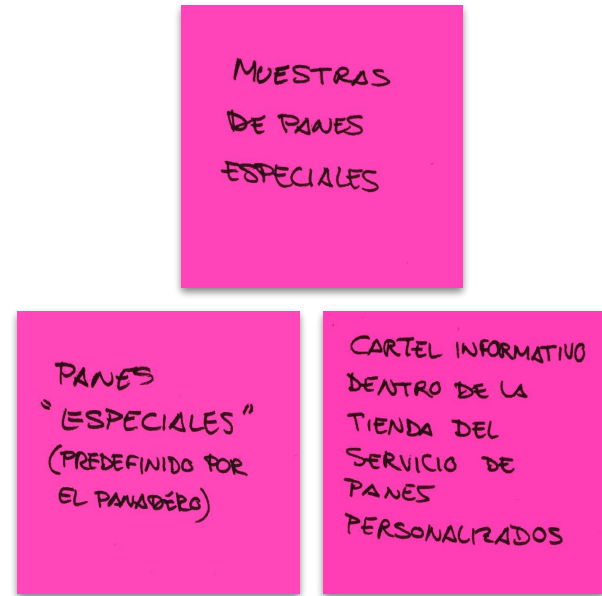 MUESTRAS
DE PANES
ESPECIALES
PANES
"ESPECIALES"
(PREDEFINIDO POR
EL PANADERO)
CARTEL INFORMATIVO
DENTRO DE LA
TIENDA DEL
SERVICIO DE
PANES
PERSONALIZADOS